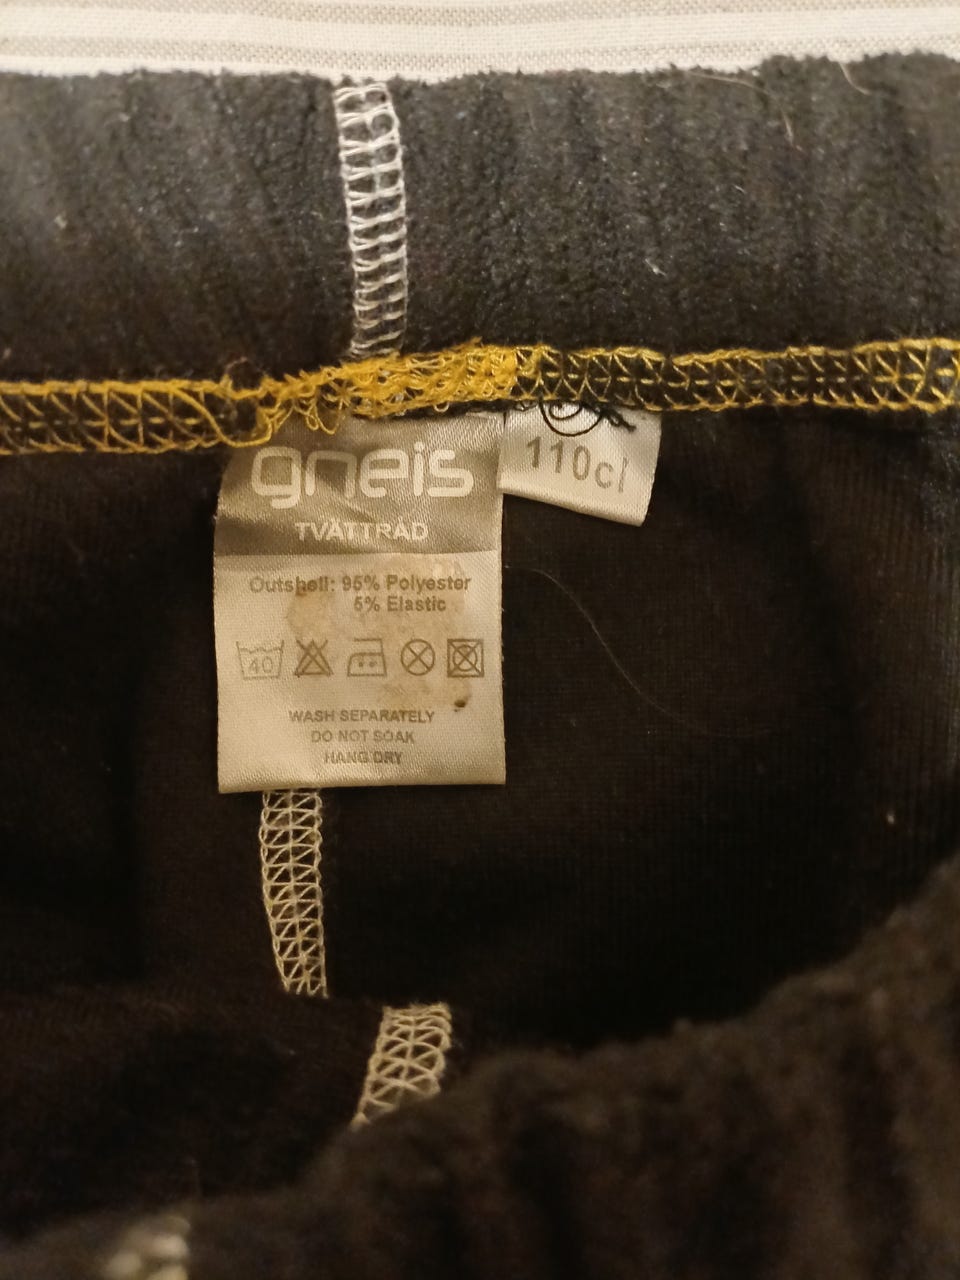 gneis
TVÄTTRÅD
Outshell: 95% Polyester
5% Elastic
40
WASH SEPARATELY
DO NOT SOAK
HANG DRY
110cl